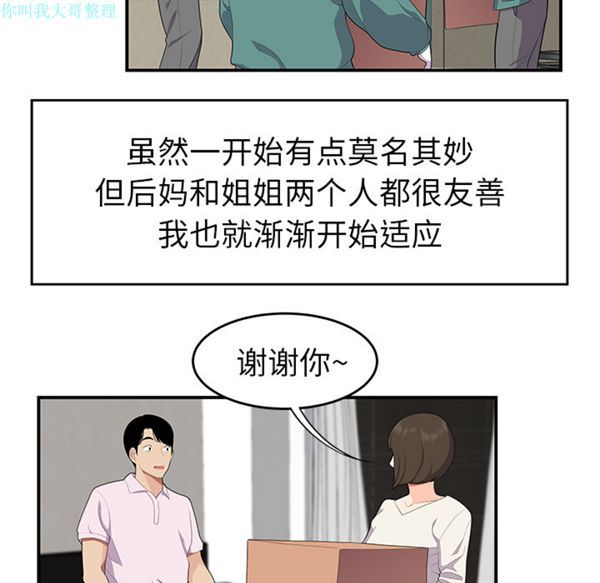 你叫我大哥整理
虽然一开始有点莫名其妙
但后妈和姐姐两个人都很友善
我也就渐渐开始适应
谢谢你~